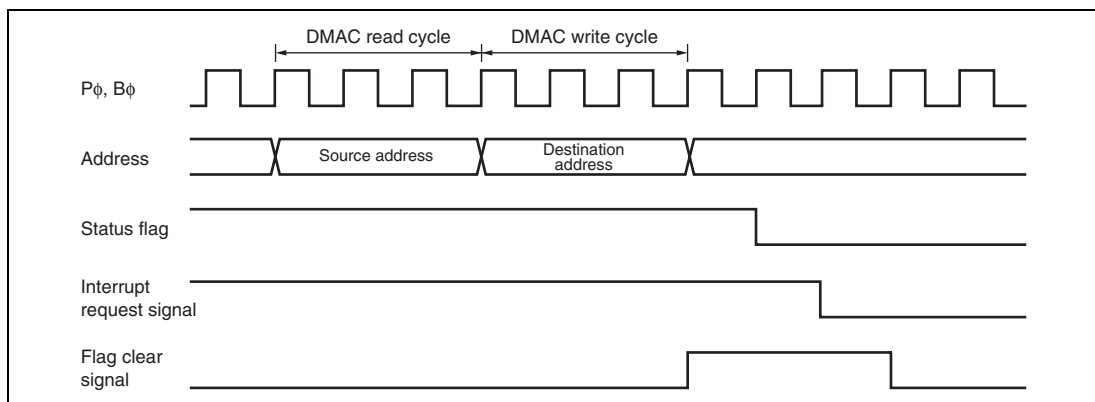 DMAC read cycle DMAC write cycle
Pϕ, Bϕ
Address
Source address
Destination
address
Status flag
Interrupt
request signal
Flag clear
signal